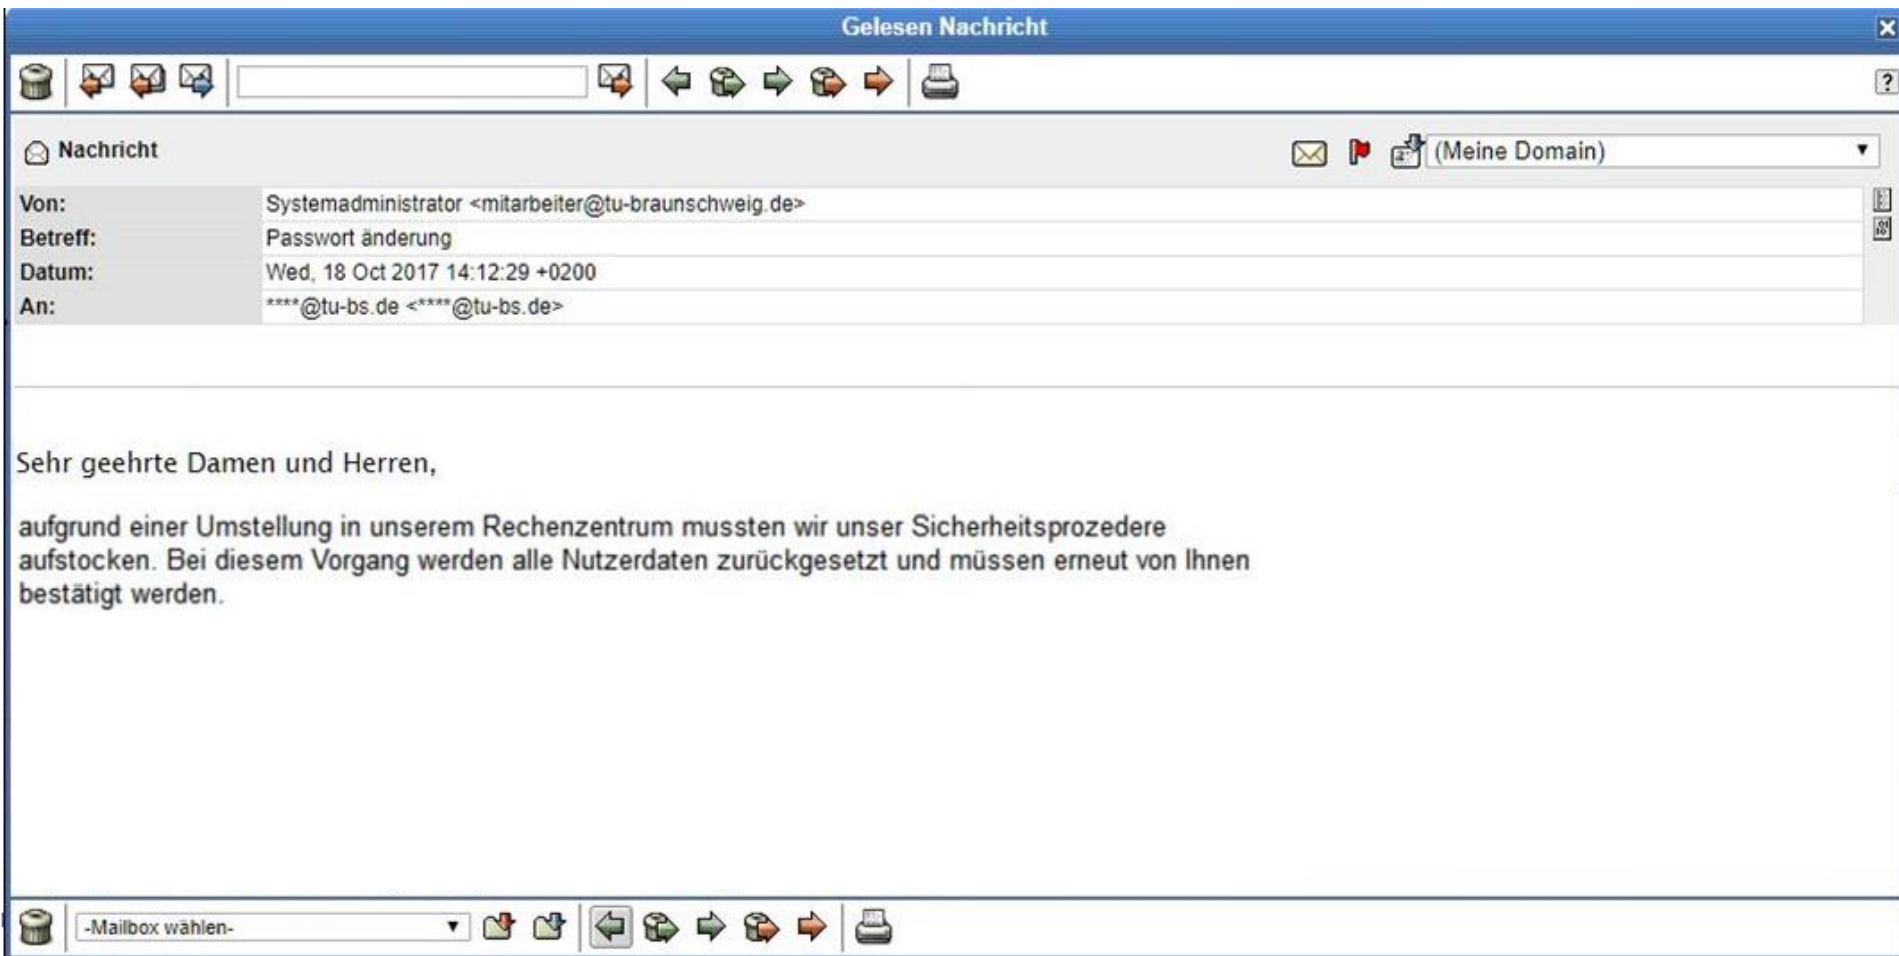 Gelesen Nachricht
Nachricht
(Meine Domain)
Von: Systemadministrator <mitarbeiter@tu-braunschweig.de>
Betreff: Passwort änderung
Datum: Wed, 18 Oct 2017 14:12:29 +0200
An: ****@tu-bs.de <****@tu-bs.de>
Sehr geehrte Damen und Herren,
aufgrund einer Umstellung in unserem Rechenzentrum mussten wir unser Sicherheitsprozedere
aufstocken. Bei diesem Vorgang werden alle Nutzerdaten zurückgesetzt und müssen erneut von Ihnen
bestätigt werden.
-Mailbox wählen-